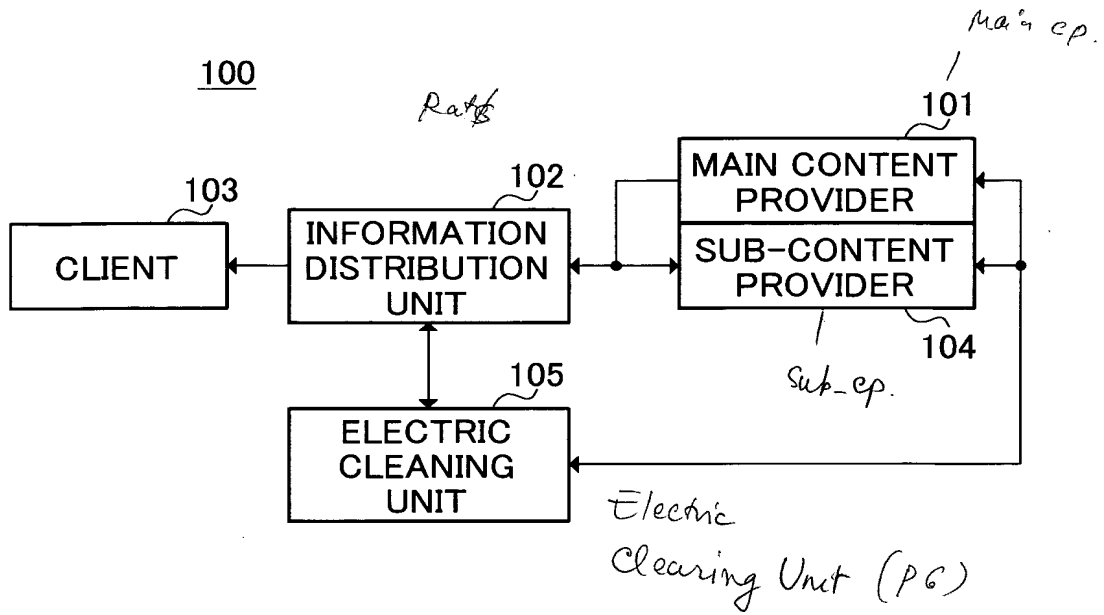 Main cp.
100
101
MAIN CONTENT
PROVIDER
102
103
INFORMATION
DISTRIBUTION
UNIT
CLIENT
SUB-CONTENT
PROVIDER
104
Sub-cp.
105
ELECTRIC
CLEANING
UNIT
Electric
Clearing Unit (P6)